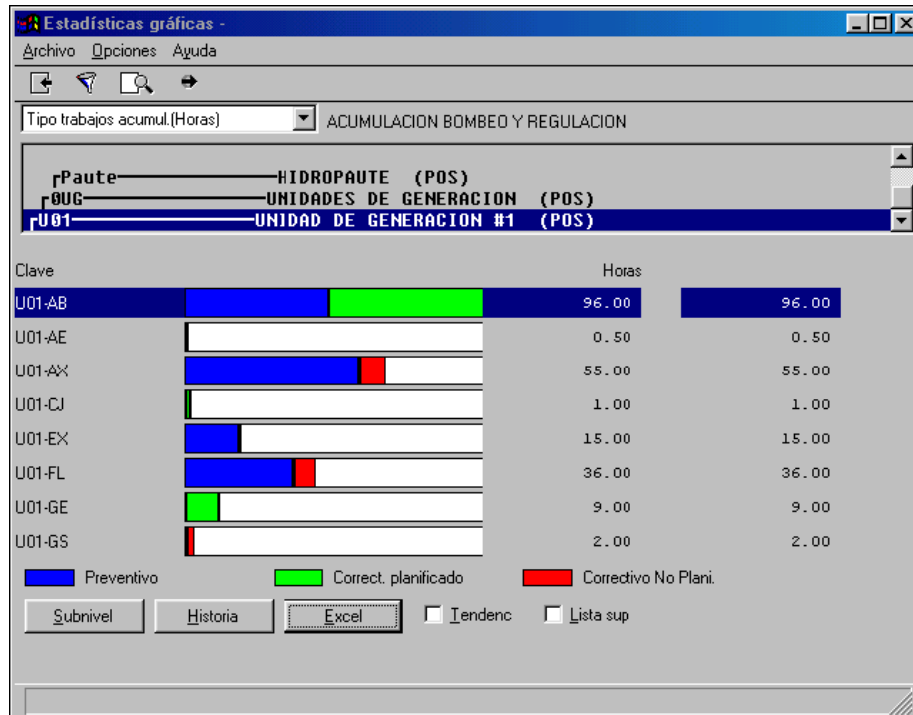 Estadísticas gráficas -
Archivo Opciones Ayuda
Tipo trabajos acumul.(Horas) ACUMULACION BOMBEO Y REGULACION
Paute HIDROPAUTE (POS)
0UG UNIDADES DE GENERACION (POS)
U01 UNIDAD DE GENERACION #1 (POS)
Clave Horas
U01-AB 96.00 96.00
U01-AE 0.50 0.50
U01-AX 55.00 55.00
U01-CJ 1.00 1.00
U01-EX 15.00 15.00
U01-FL 36.00 36.00
U01-GE 9.00 9.00
U01-GS 2.00 2.00
Preventivo Correct. planificado Correctivo No Plani.
Subnivel Historia Excel Tendenc Lista sup